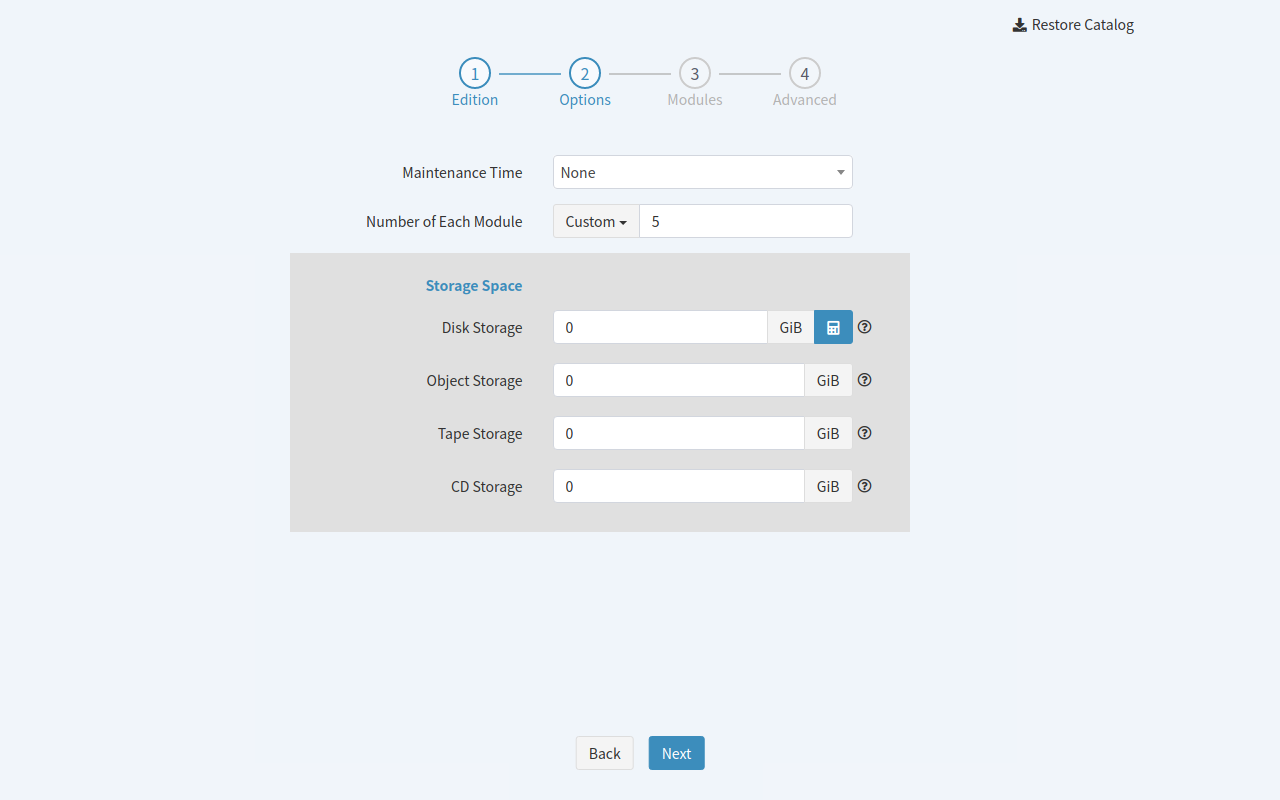 Restore Catalog
1 2 3 4
Edition Options Modules Advanced
Maintenance Time None
Number of Each Module Custom 5
Storage Space
Disk Storage 0 GiB
Object Storage 0 GiB
Tape Storage 0 GiB
CD Storage 0 GiB
Back Next